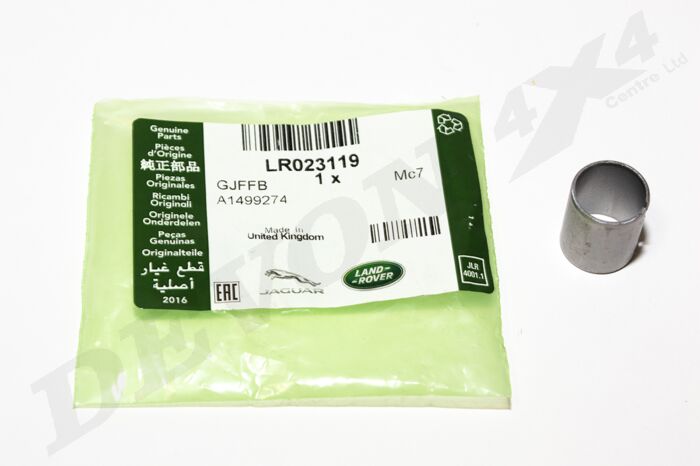 Genuine
Parts
Pièces
d'Origine
純正部品
Piezas
Originales
Ricambi
Originali
Originele
Onderdelen
Peças
Genuinas
Originalteile
قطع غيار
أصلية
2016
LR023119
1 x
GJFFB
A1499274
Mc7
Made in
United Kingdom
EAC
JAGUAR
LAND-
ROVER
JLR
4001.1
DEVON 4X4
Centre Ltd